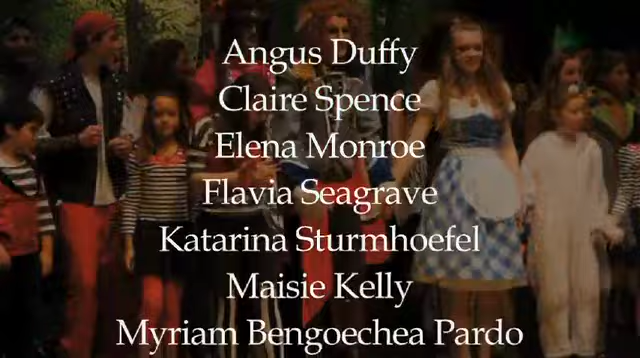 Angus Duffy
Claire Spence
Elena Monroe
Flavia Seagrave
Katarina Sturmhoefel
Maisie Kelly
Myriam Bengoechea Pardo